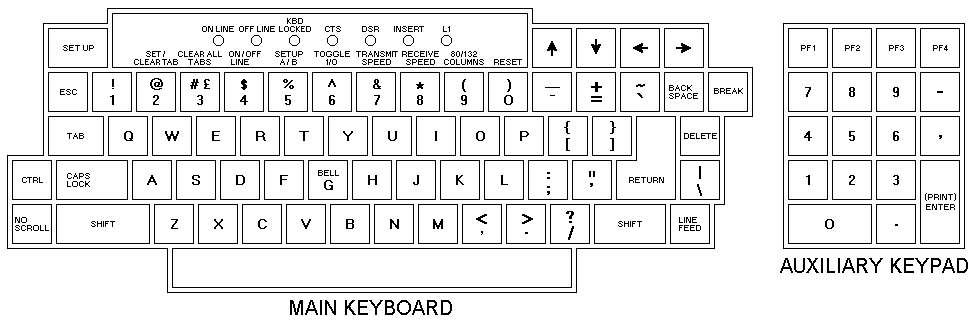 KBD
ON LINE OFF LINE LOCKED CTS DSR INSERT L1
SET UP
PF1 PF2 PF3 PF4
SET / CLEAR ALL ON/OFF SETUP TOGGLE TRANSMIT RECEIVE 80/132
CLEAR TAB TABS LINE A/B 1/0 SPEED SPEED COLUMNS RESET
! @ # £ $ % ^ & * ( ) — ± ~
ESC 1 2 3 4 5 6 7 8 9 0 - = ` BACK SPACE BREAK
7 8 9 -
TAB Q W E R T Y U I O P { [ } ] DELETE
4 5 6 ,
CTRL CAPS LOCK A S D F BELL G H J K L : ; " ' RETURN | \
1 2 3 (PRINT) ENTER
NO SCROLL SHIFT Z X C V B N M < , > . ? / SHIFT LINE FEED
0 .
AUXILIARY KEYPAD
MAIN KEYBOARD